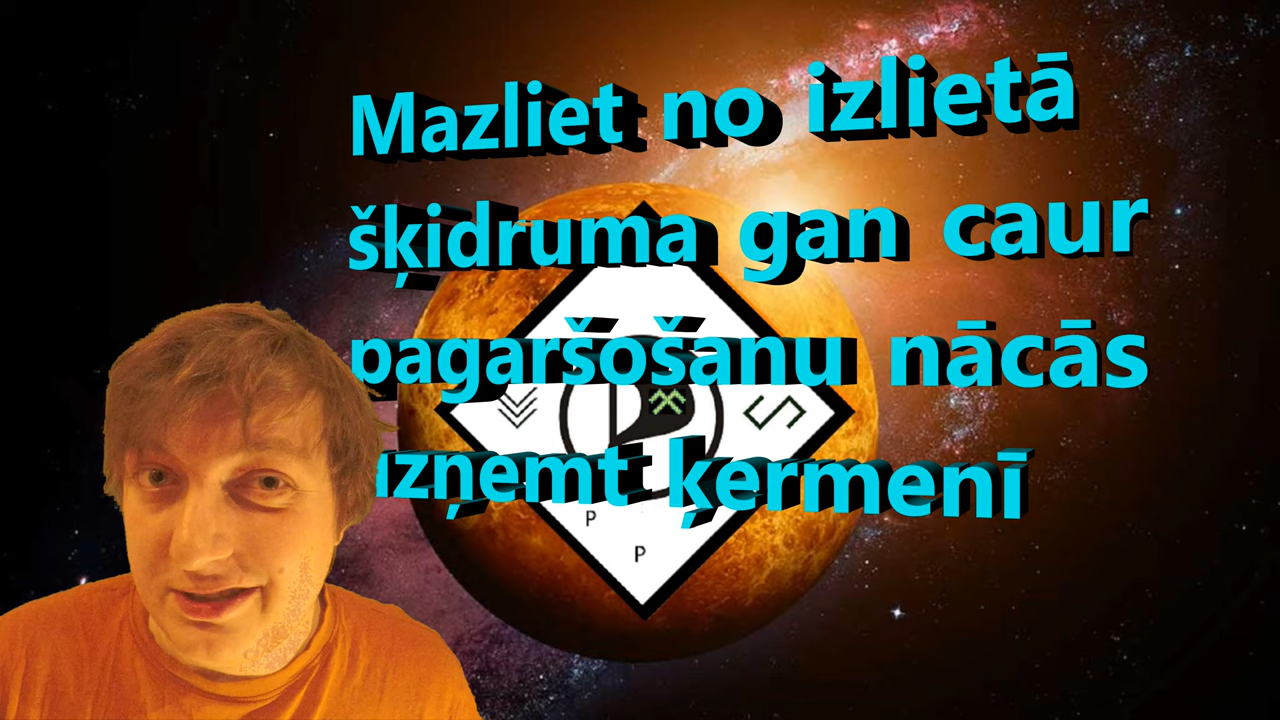 Mazliet no izlietā
šķidruma gan caur
pagaršošanu nācās
uzņemt ķermenī
P
P